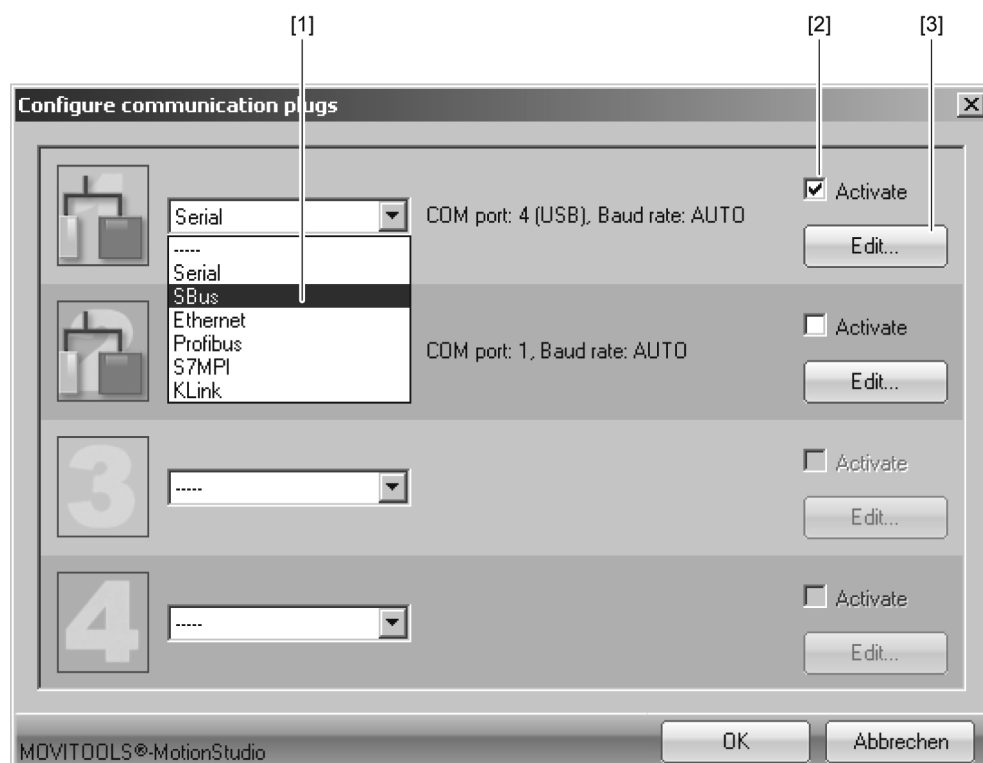 [1] [2] [3]
Configure communication plugs
Activate
Serial
COM port: 4 (USB), Baud rate: AUTO
Edit...
-----
Serial
SBus
Ethernet
Profibus
S7MPI
KLink
Activate
COM port: 1, Baud rate: AUTO
Edit...
3
Activate
-----
Edit...
4
Activate
-----
Edit...
MOVITOOLS®-MotionStudio
OK
Abbrechen